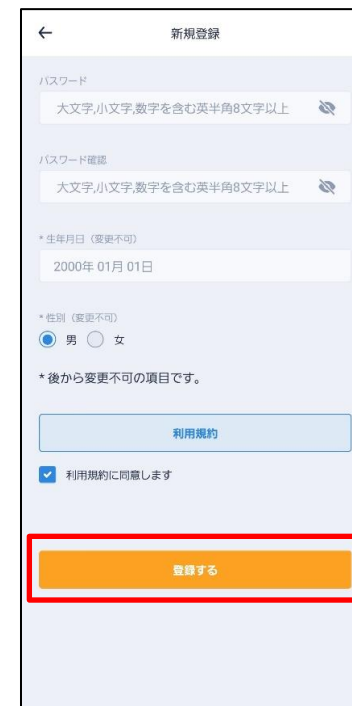 新規登録
パスワード
大文字,小文字,数字を含む英半角8文字以上
パスワード確認
大文字,小文字,数字を含む英半角8文字以上
* 生年月日（変更不可）
2000年 01月 01日
* 性別（変更不可）
男 女
* 後から変更不可の項目です。
利用規約
利用規約に同意します
登録する